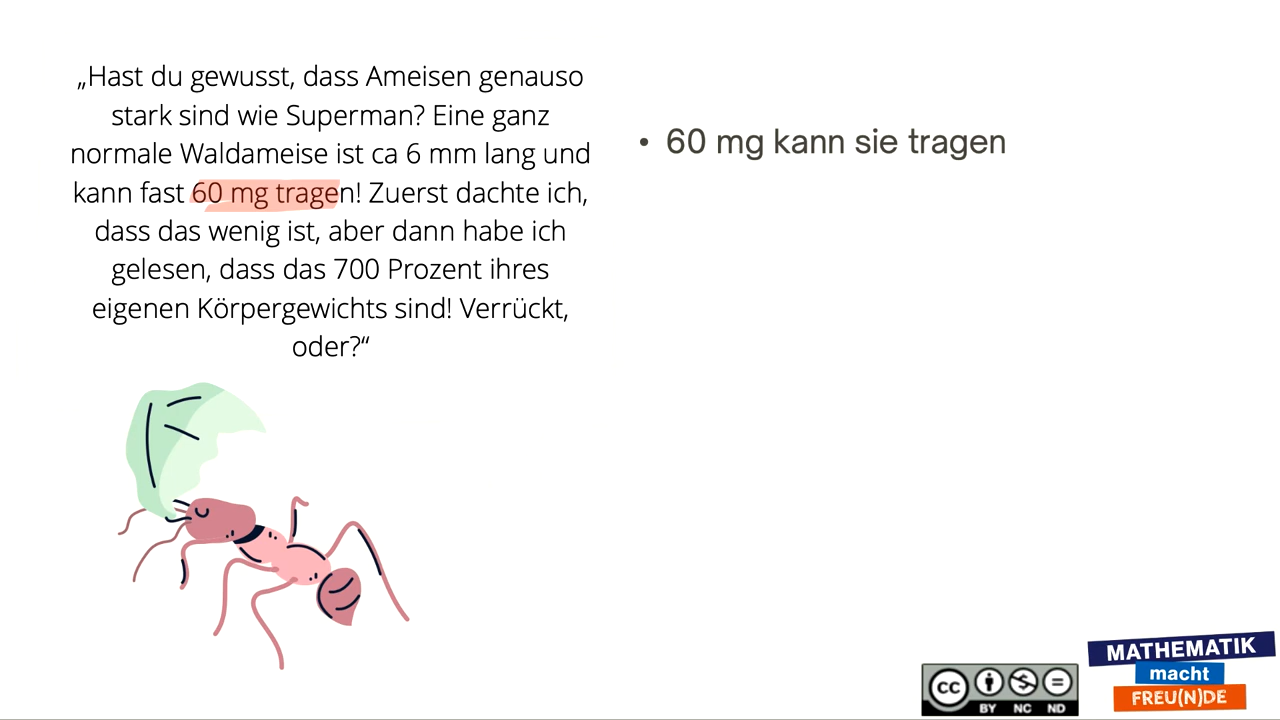 „Hast du gewusst, dass Ameisen genauso
stark sind wie Superman? Eine ganz
normale Waldameise ist ca 6 mm lang und
kann fast 60 mg tragen! Zuerst dachte ich,
dass das wenig ist, aber dann habe ich
gelesen, dass das 700 Prozent ihres
eigenen Körpergewichts sind! Verrückt,
oder?“
• 60 mg kann sie tragen
cc
BY NC ND
MATHEMATIK
macht
FREU(N)DE